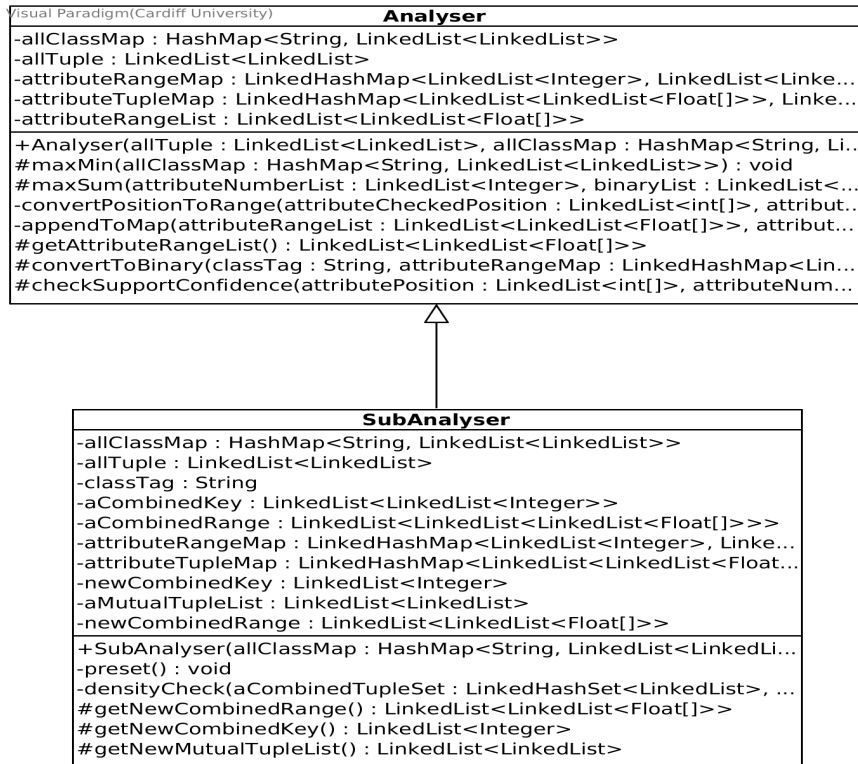 Visual Paradigm(Cardiff University)
Analyser
-allClassMap : HashMap<String, LinkedList<LinkedList>>
-allTuple : LinkedList<LinkedList>
-attributeRangeMap : LinkedHashMap<LinkedList<Integer>, LinkedList<Linke...
-attributeTupleMap : LinkedHashMap<LinkedList<LinkedList<Float[]>>, Linke...
-attributeRangeList : LinkedList<LinkedList<Float[]>>
+Analyser(allTuple : LinkedList<LinkedList>, allClassMap : HashMap<String, Li...
#maxMin(allClassMap : HashMap<String, LinkedList<LinkedList>>) : void
#maxSum(attributeNumberList : LinkedList<Integer>, binaryList : LinkedList<...
-convertPositionToRange(attributeCheckedPosition : LinkedList<int[]>, attribut...
-appendToMap(attributeRangeList : LinkedList<LinkedList<Float[]>>, attribut...
#getAttributeRangeList() : LinkedList<LinkedList<Float[]>>
#convertToBinary(classTag : String, attributeRangeMap : LinkedHashMap<Lin...
#checkSupportConfidence(attributePosition : LinkedList<int[]>, attributeNum...
SubAnalyser
-allClassMap : HashMap<String, LinkedList<LinkedList>>
-allTuple : LinkedList<LinkedList>
-classTag : String
-aCombinedKey : LinkedList<LinkedList<Integer>>
-aCombinedRange : LinkedList<LinkedList<LinkedList<Float[]>>>
-attributeRangeMap : LinkedHashMap<LinkedList<Integer>, Linke...
-attributeTupleMap : LinkedHashMap<LinkedList<LinkedList<Float...
-newCombinedKey : LinkedList<Integer>
-aMutualTupleList : LinkedList<LinkedList>
-newCombinedRange : LinkedList<LinkedList<Float[]>>
+SubAnalyser(allClassMap : HashMap<String, LinkedList<LinkedLi...
-preset() : void
-densityCheck(aCombinedTupleSet : LinkedHashSet<LinkedList>, ...
#getNewCombinedRange() : LinkedList<LinkedList<Float[]>>
#getNewCombinedKey() : LinkedList<Integer>
#getNewMutualTupleList() : LinkedList<LinkedList>